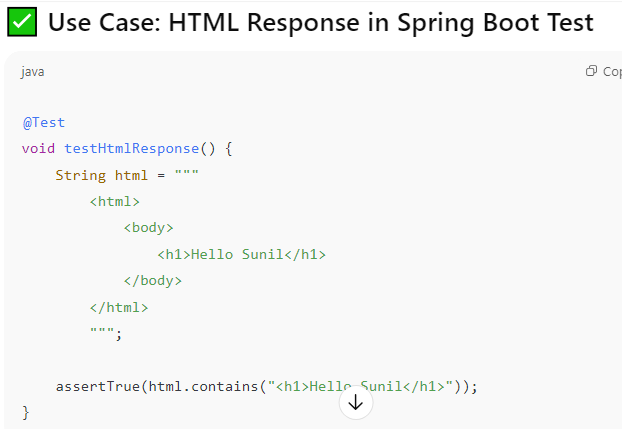 ✅ Use Case: HTML Response in Spring Boot Test
java
Cop
@Test
void testHtmlResponse() {
    String html = """
        <html>
            <body>
                <h1>Hello Sunil</h1>
            </body>
        </html>
        """;
    assertTrue(html.contains("<h1>Hello Sunil</h1>"));
}